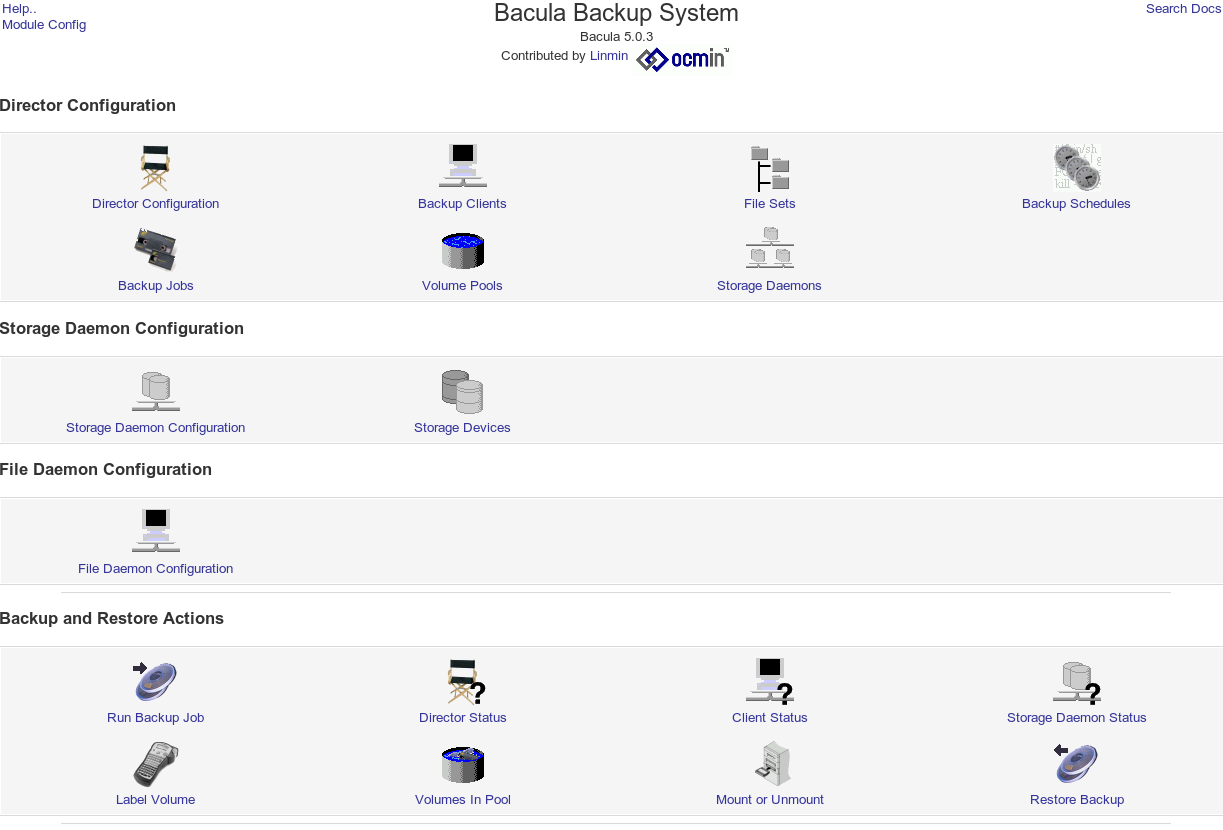 Help..
Bacula Backup System
Search Docs
Module Config
Bacula 5.0.3
Contributed by Linmin
ocmin
Director Configuration
Director Configuration
Backup Clients
File Sets
Backup Schedules
Backup Jobs
Volume Pools
Storage Daemons
Storage Daemon Configuration
Storage Daemon Configuration
Storage Devices
File Daemon Configuration
File Daemon Configuration
Backup and Restore Actions
Run Backup Job
Director Status
Client Status
Storage Daemon Status
Label Volume
Volumes In Pool
Mount or Unmount
Restore Backup